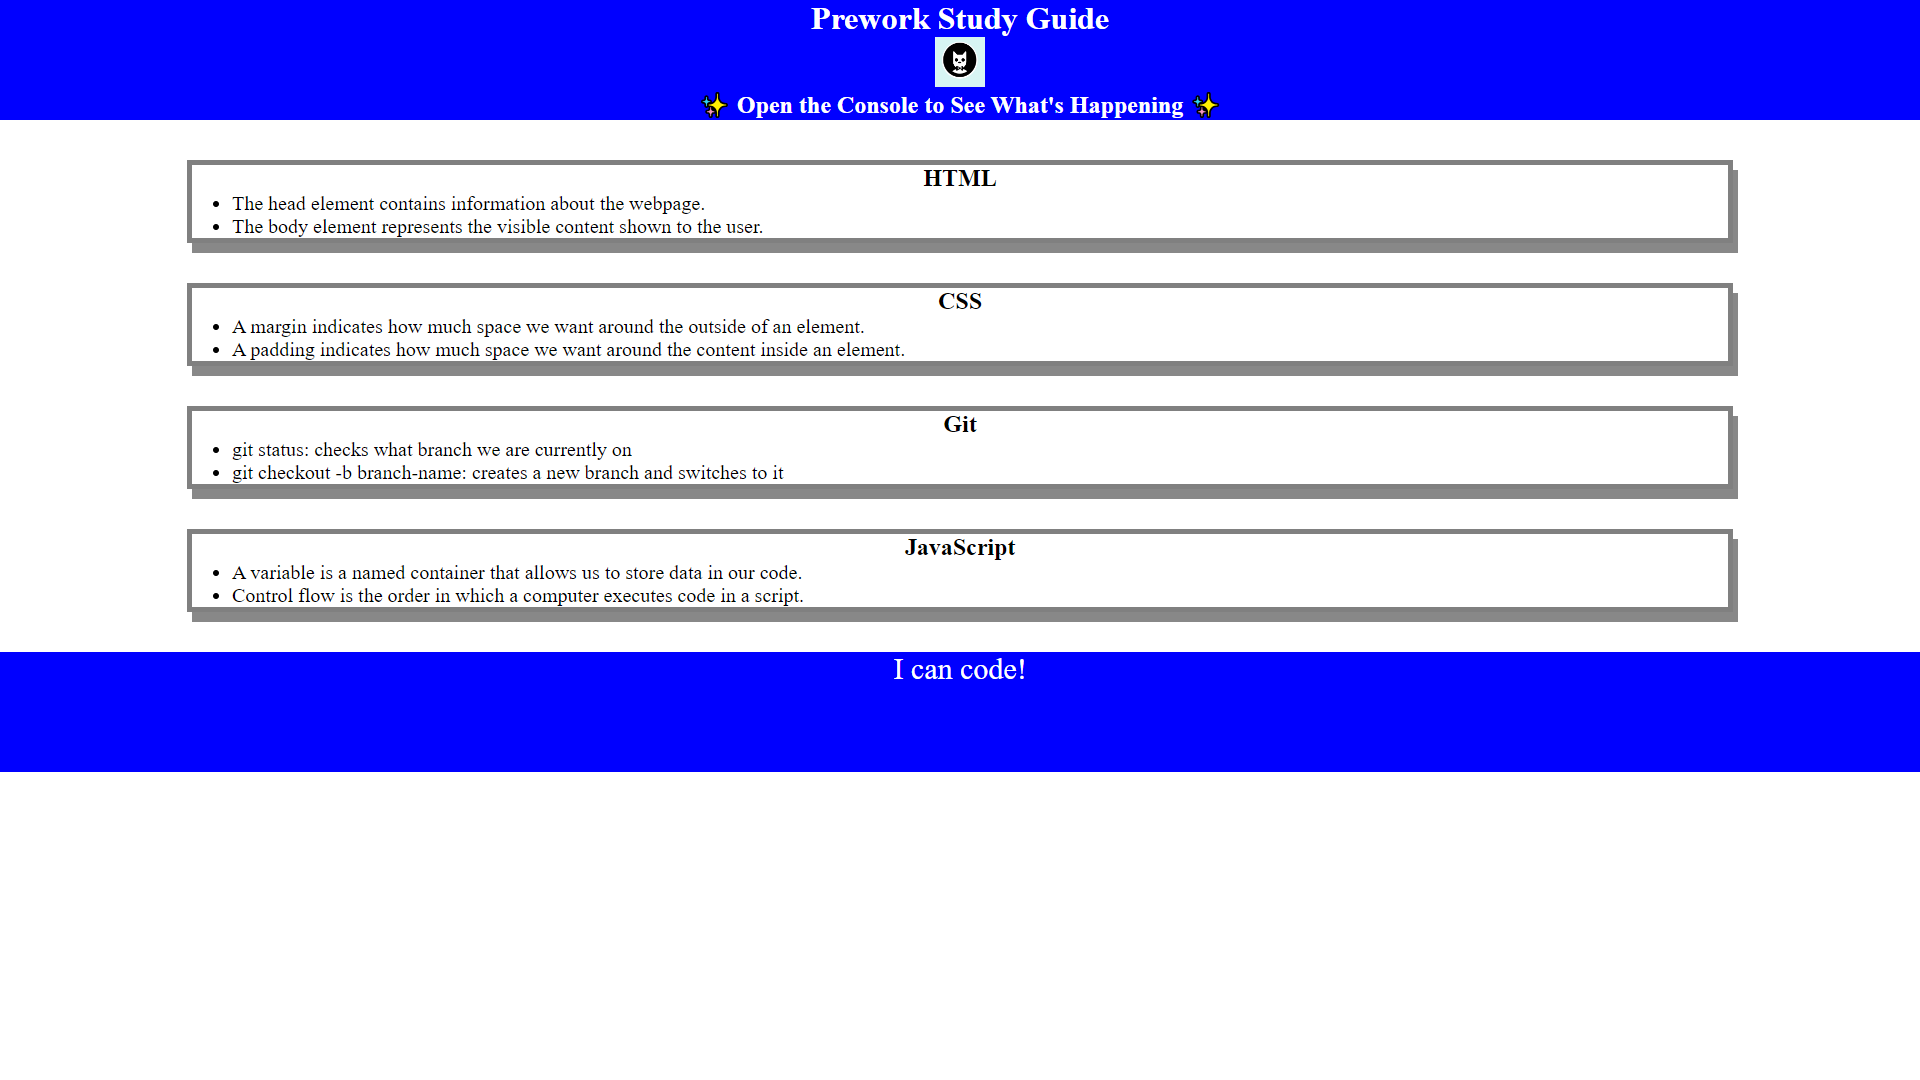 Prework Study Guide
✨ Open the Console to See What's Happening ✨
HTML
• The head element contains information about the webpage.
• The body element represents the visible content shown to the user.
CSS
• A margin indicates how much space we want around the outside of an element.
• A padding indicates how much space we want around the content inside an element.
Git
• git status: checks what branch we are currently on
• git checkout -b branch-name: creates a new branch and switches to it
JavaScript
• A variable is a named container that allows us to store data in our code.
• Control flow is the order in which a computer executes code in a script.
I can code!